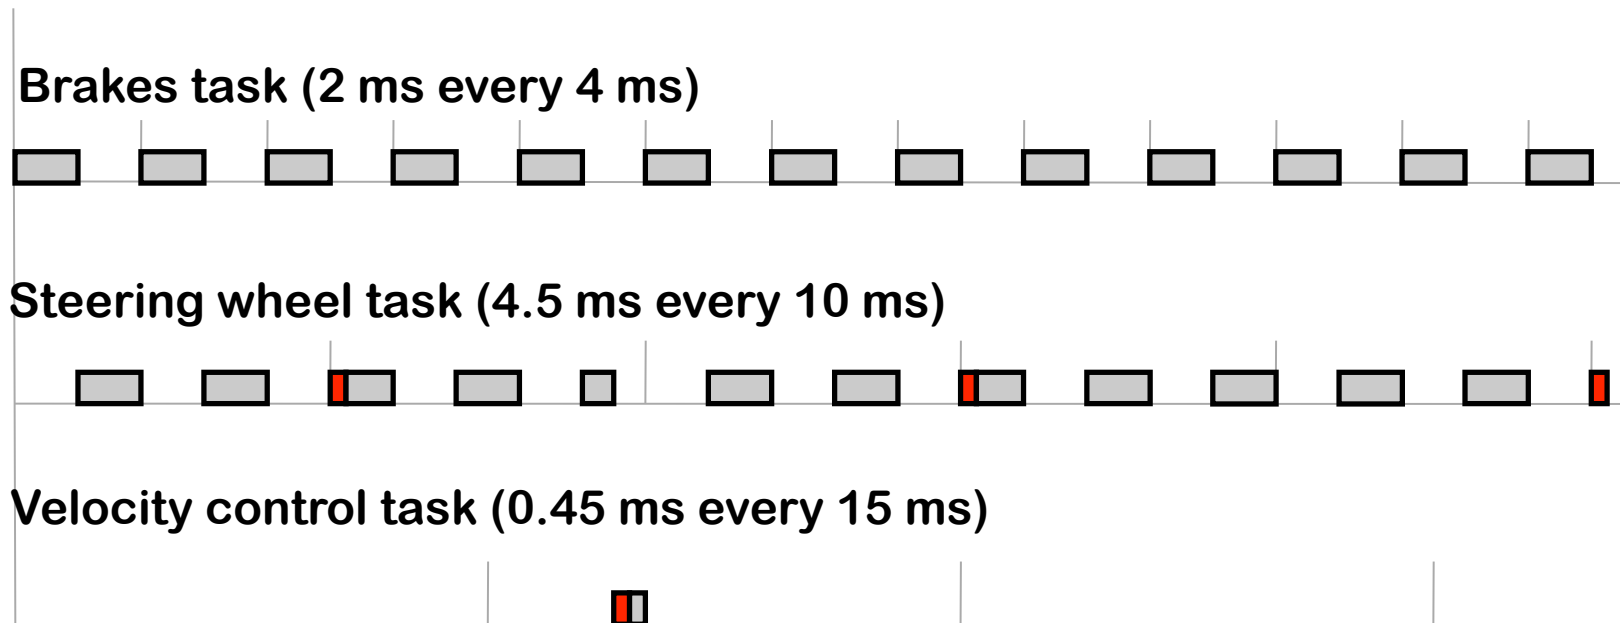 Brakes task (2 ms every 4 ms)
Steering wheel task (4.5 ms every 10 ms)
Velocity control task (0.45 ms every 15 ms)